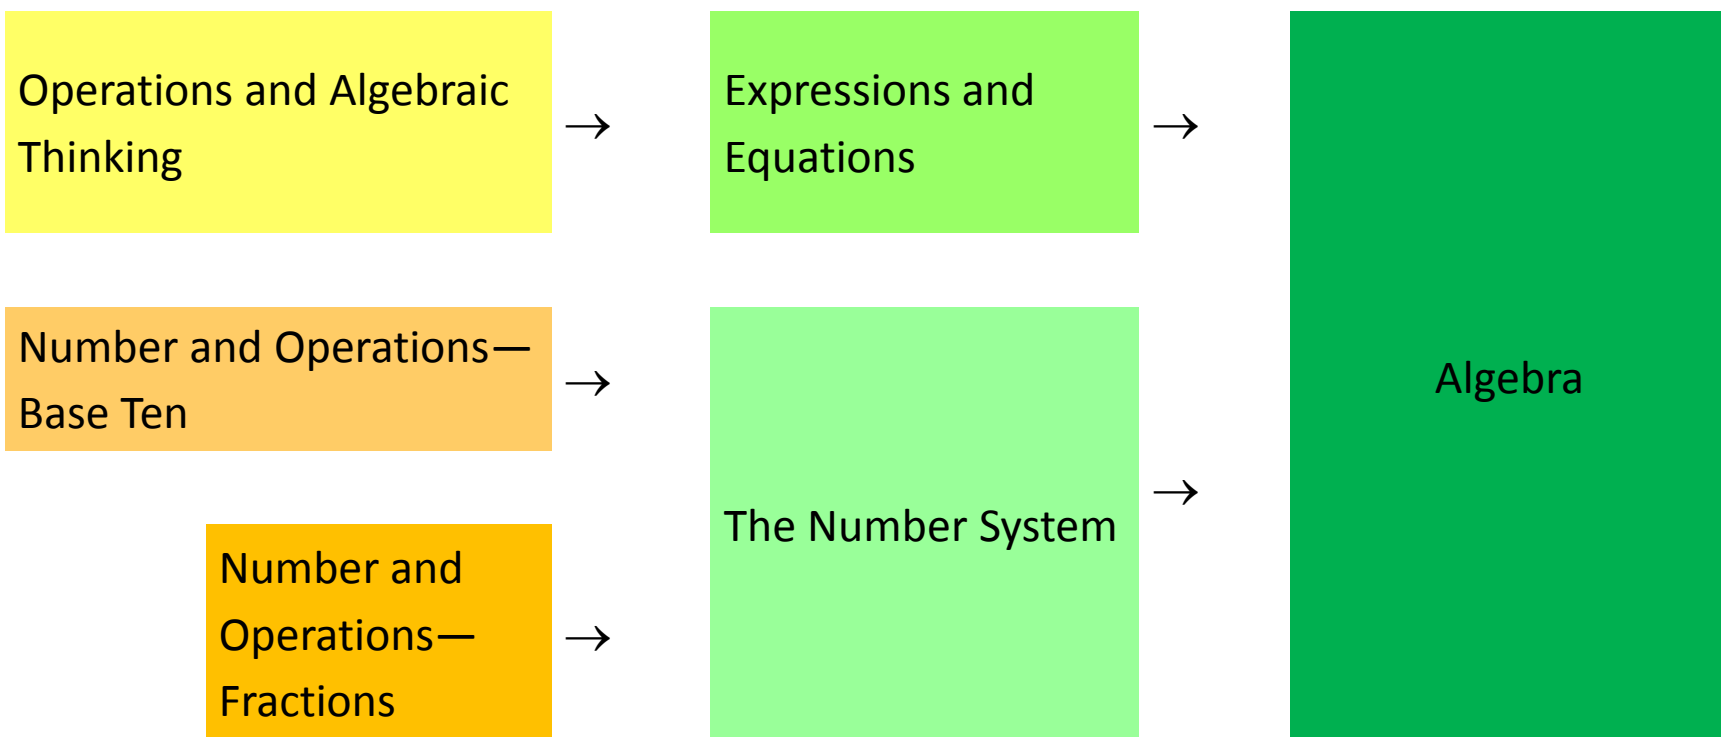 Operations and Algebraic
Thinking
→
Expressions and
Equations
→
Number and Operations—
Base Ten
→
Number and
Operations—
Fractions
→
The Number System
→
Algebra